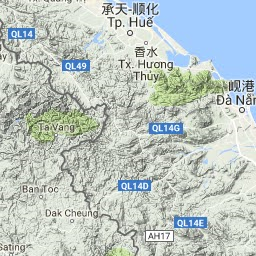 承天-顺化
Tp. Huế
QL14
香水
Tx. Hương
Thủy
QL49
岘港
Đà Nẵn
Ta Vang
QL14G
Ban Toc
QL14D
Dak Cheung
QL14E
AH17
Sating